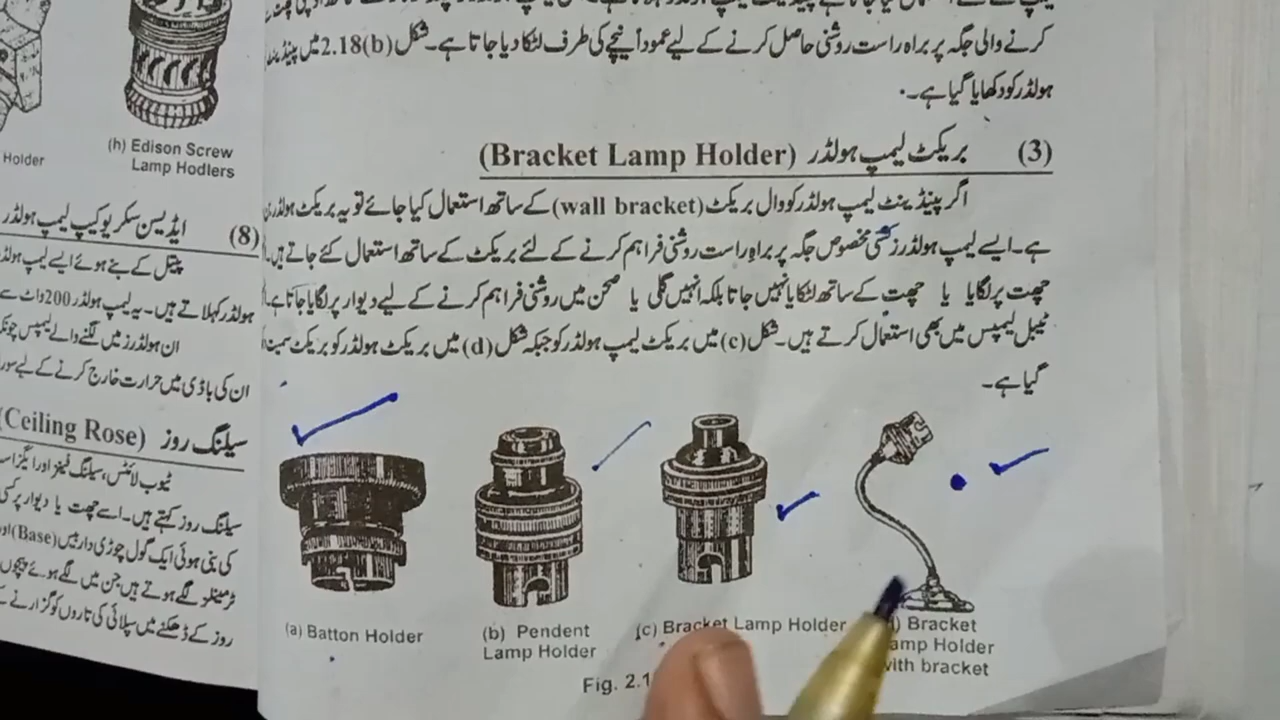 کرنے والی جگہ پر براہ راست روشنی حاصل کرنے کے لیے عموداً نیچے کی طرف لٹکا دیا جاتا ہے۔ شکل 2.18(b) میں
ہولڈر کو دکھایا گیا ہے۔
(3) بریکٹ لیمپ ہولڈر (Bracket Lamp Holder)
اگر پینڈینٹ لیمپ ہولڈر کو وال بریکٹ (wall bracket) کے ساتھ استعمال کیا جائے تو یہ بریکٹ ہولڈر
ہے۔ ایسے لیمپ ہولڈرز کسی مخصوص جگہ پر براہِ راست روشنی فراہم کرنے کے لئے بریکٹ کے ساتھ استعمال کئے جاتے ہیں۔
چھت پر لگایا یا چھت کے ساتھ لٹکایا نہیں جاتا بلکہ انہیں گلی یا صحن میں روشنی فراہم کرنے کے لیے دیوار پر لگایا جاتا ہے۔
ٹیبل لیمپس میں بھی استعمال کرتے ہیں۔ شکل (c) میں بریکٹ لیمپ ہولڈر کو جبکہ شکل (d) میں بریکٹ ہولڈر کو بریکٹ سمیت
گیا ہے۔
(a) Batton Holder
(b) Pendent
Lamp Holder
(c) Bracket Lamp Holder
Bracket
Lamp Holder
with bracket
Fig. 2.1
Holder
(h) Edison Screw
Lamp Hodlers
(8) ایڈیسن سکریو کیپ لیمپ ہولڈر
پیتل کے بنے ہوئے ایسے لیمپ
ہولڈر کہلاتے ہیں۔ یہ لیمپ ہولڈر 200 واٹ سے
ان ہولڈرز میں لگنے والے لیمپس چونکہ
ان کی باڈی میں حرارت خارج کرنے کے لیے
سیلنگ روز (Ceiling Rose)
ٹیوب لائٹس، سیلنگ فینز اور
سیلنگ روز کہتے ہیں۔ اسے چھت یا دیوار پر
کی بنی ہوئی ایک گول چوڑی دار بیس (Base)
ٹرمینلز لگے ہوتے ہیں جن میں لگے ہوئے پیچوں
روز کے ڈھکنے میں سپلائی کی تاروں کو گزارنے